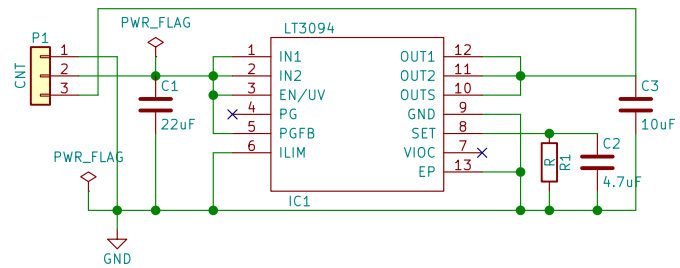 PWR_FLAG
LT3094
P1
CNT
1
2
3
1 IN1 OUT1 12
2 IN2 OUT2 11
3 EN/UV OUTS 10
4 PG GND 9
5 PGFB SET 8
6 ILIM VIOC 7
EP 13
IC1
C1
22uF
C3
10uF
PWR_FLAG
R
R1
C2
4.7uF
GND